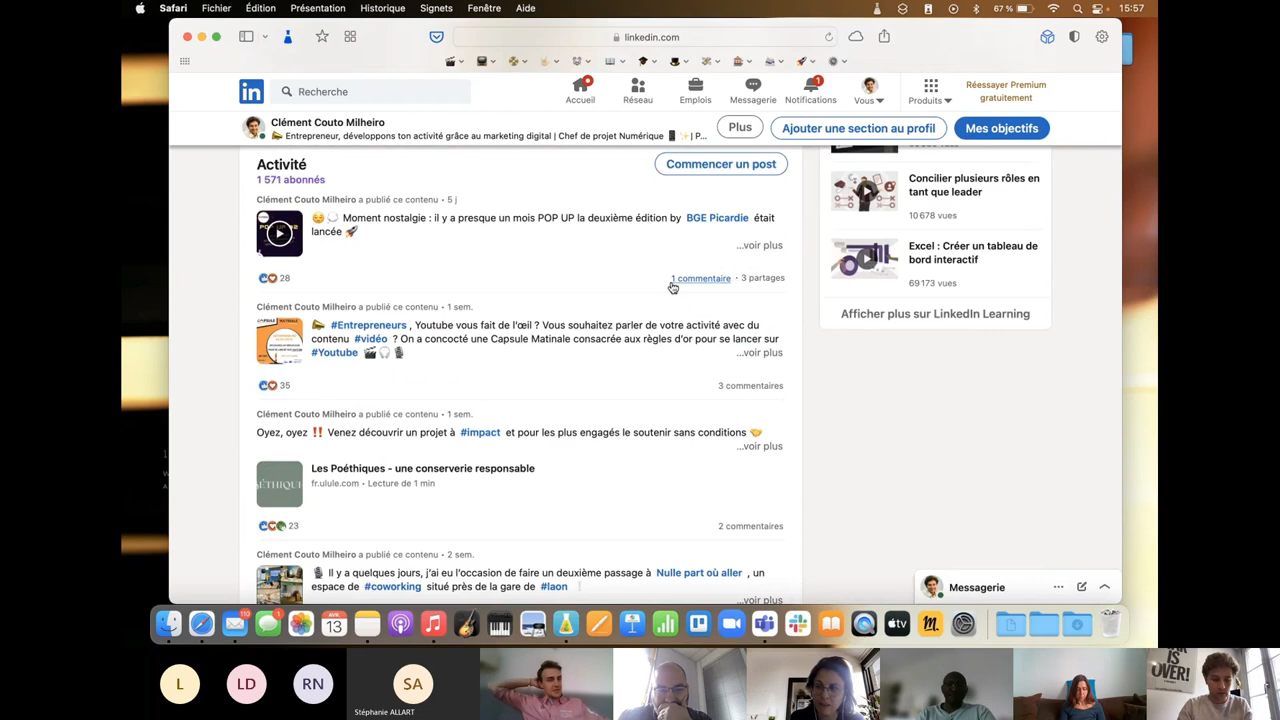 Safari Fichier Édition Présentation Historique Signets Fenêtre Aide 67 % 15:57
linkedin.com
in Recherche
Accueil Réseau Emplois Messagerie 1 Notifications Vous Produits Réessayer Premium gratuitement
Clément Couto Milheiro
Entrepreneur, développons ton activité grâce au marketing digital | Chef de projet Numérique | P...
Plus Ajouter une section au profil Mes objectifs
Activité
1 571 abonnés
Commencer un post
Clément Couto Milheiro a publié ce contenu • 5 j
Moment nostalgie : il y a presque un mois POP UP la deuxième édition by BGE Picardie était
lancée
...voir plus
28
1 commentaire • 3 partages
Clément Couto Milheiro a publié ce contenu • 1 sem.
#Entrepreneurs , Youtube vous fait de l'œil ? Vous souhaitez parler de votre activité avec du
contenu #vidéo ? On a concocté une Capsule Matinale consacrée aux règles d'or pour se lancer sur
#Youtube
...voir plus
35
3 commentaires
Clément Couto Milheiro a publié ce contenu • 1 sem.
Oyez, oyez ‼️ Venez découvrir un projet à #impact et pour les plus engagés le soutenir sans conditions
...voir plus
Les Poéthiques - une conserverie responsable
fr.ulule.com • Lecture de 1 min
23
2 commentaires
Clément Couto Milheiro a publié ce contenu • 2 sem.
Il y a quelques jours, j'ai eu l'occasion de faire un deuxième passage à Nulle part où aller , un
espace de #coworking situé près de la gare de #laon
...voir plus
Concilier plusieurs rôles en
tant que leader
10 678 vues
Excel : Créer un tableau de
bord interactif
69 173 vues
Afficher plus sur LinkedIn Learning
Messagerie
AVR.
13
tv
L
LD
RN
SA
Stéphanie ALLART
IS
OVER!